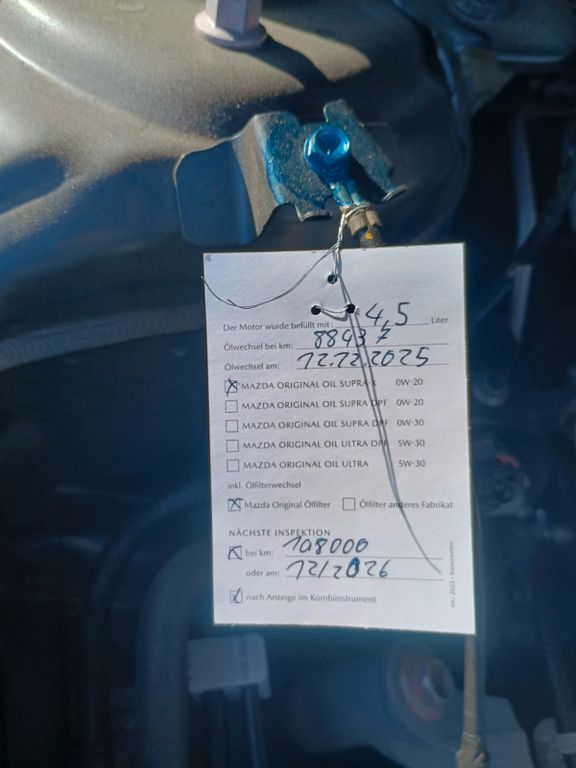 Der Motor wurde befüllt mit: 4,5 Liter
Ölwechsel bei km: 88437
Ölwechsel am: 12.12.2025
MAZDA ORIGINAL OIL SUPRA-X 0W-20
MAZDA ORIGINAL OIL SUPRA DPF 0W-20
MAZDA ORIGINAL OIL SUPRA DPF 0W-30
MAZDA ORIGINAL OIL ULTRA DPF 5W-30
MAZDA ORIGINAL OIL ULTRA 5W-30
inkl. Ölfilterwechsel
Mazda Original Ölfilter Ölfilter anderes Fabrikat
NÄCHSTE INSPEKTION
bei km: 108000
oder am: 12/2026
nach Anzeige im Kombiinstrument